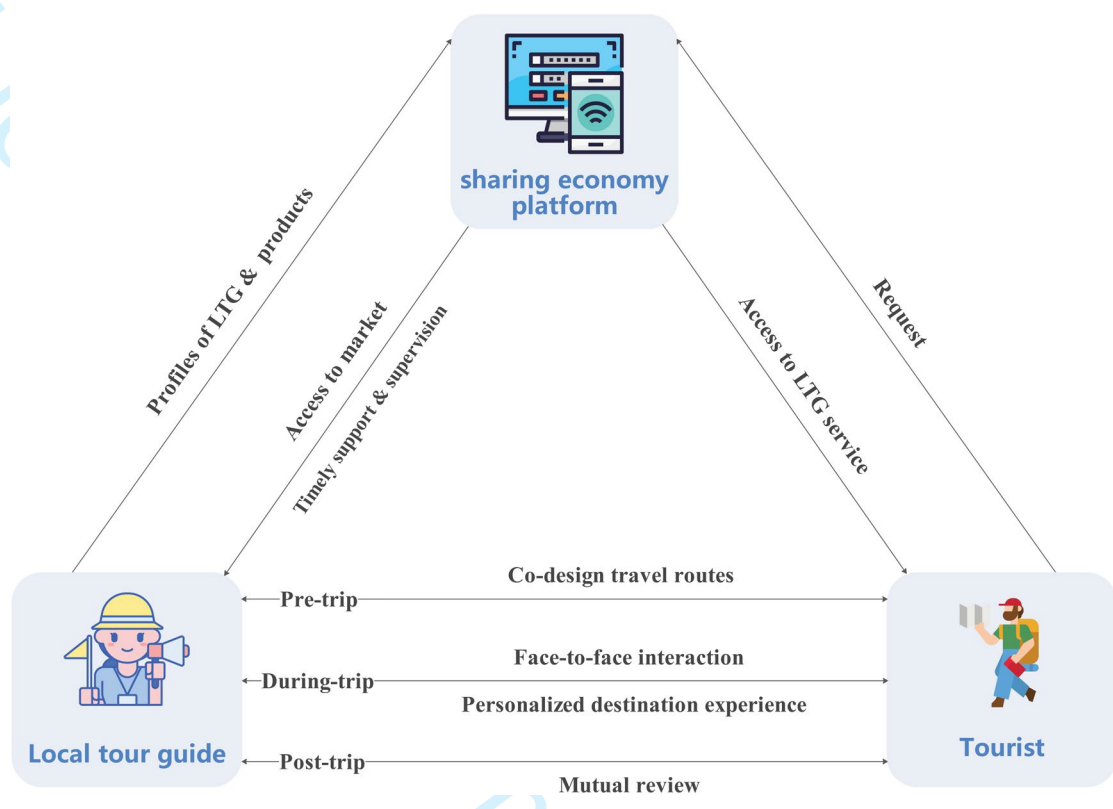 sharing economy
platform
Profiles of LTG & products
Access to market
Timely support & supervision
Access to LTG service
Request
Co-design travel routes
Pre-trip
Face-to-face interaction
During-trip
Personalized destination experience
Post-trip
Mutual review
Local tour guide
Tourist